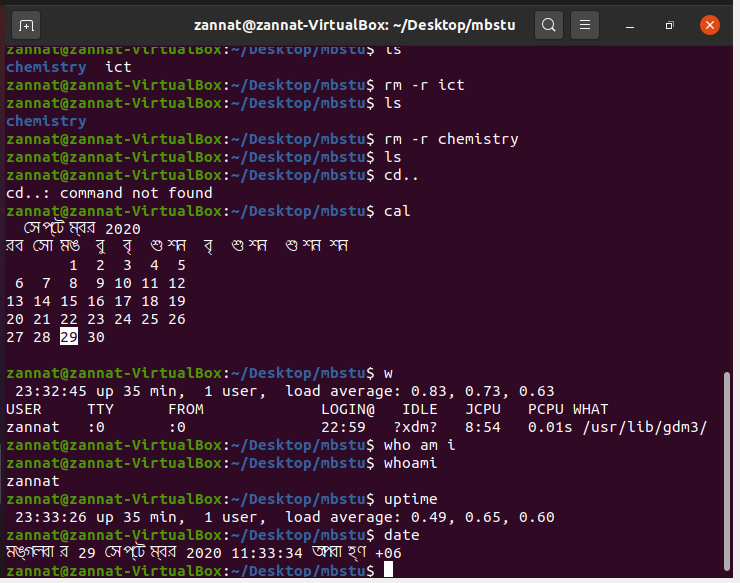 zannat@zannat-VirtualBox: ~/Desktop/mbstu
zannat@zannat-VirtualBox:~/Desktop/mbstu$ ls
chemistry  ict
zannat@zannat-VirtualBox:~/Desktop/mbstu$ rm -r ict
zannat@zannat-VirtualBox:~/Desktop/mbstu$ ls
chemistry
zannat@zannat-VirtualBox:~/Desktop/mbstu$ rm -r chemistry
zannat@zannat-VirtualBox:~/Desktop/mbstu$ ls
zannat@zannat-VirtualBox:~/Desktop/mbstu$ cd..
cd..: command not found
zannat@zannat-VirtualBox:~/Desktop/mbstu$ cal
সেপ্টেম্বর 2020
রব সো মঙ বু বৃ শু শন বৃ শু শন শু শন শন
1 2 3 4 5
6 7 8 9 10 11 12
13 14 15 16 17 18 19
20 21 22 23 24 25 26
27 28 29 30
zannat@zannat-VirtualBox:~/Desktop/mbstu$ w
23:32:45 up 35 min,  1 user,  load average: 0.83, 0.73, 0.63
USER     TTY      FROM             LOGIN@   IDLE   JCPU   PCPU WHAT
zannat   :0       :0               22:59   ?xdm?   8:54   0.01s /usr/lib/gdm3/
zannat@zannat-VirtualBox:~/Desktop/mbstu$ who am i
zannat@zannat-VirtualBox:~/Desktop/mbstu$ whoami
zannat
zannat@zannat-VirtualBox:~/Desktop/mbstu$ uptime
23:33:26 up 35 min,  1 user,  load average: 0.49, 0.65, 0.60
zannat@zannat-VirtualBox:~/Desktop/mbstu$ date
মঙ্গলবার 29 সেপ্টেম্বর 2020 11:33:34 অপরাহ্ণ +06
zannat@zannat-VirtualBox:~/Desktop/mbstu$